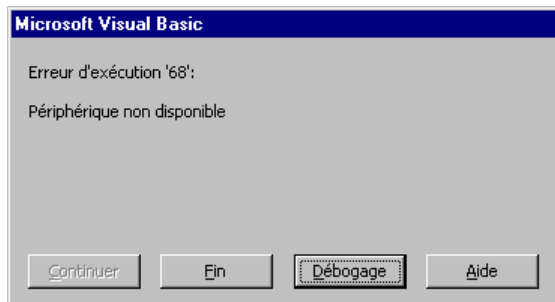 Microsoft Visual Basic
Erreur d'exécution '68':
Périphérique non disponible
Continuer Fin Débogage Aide